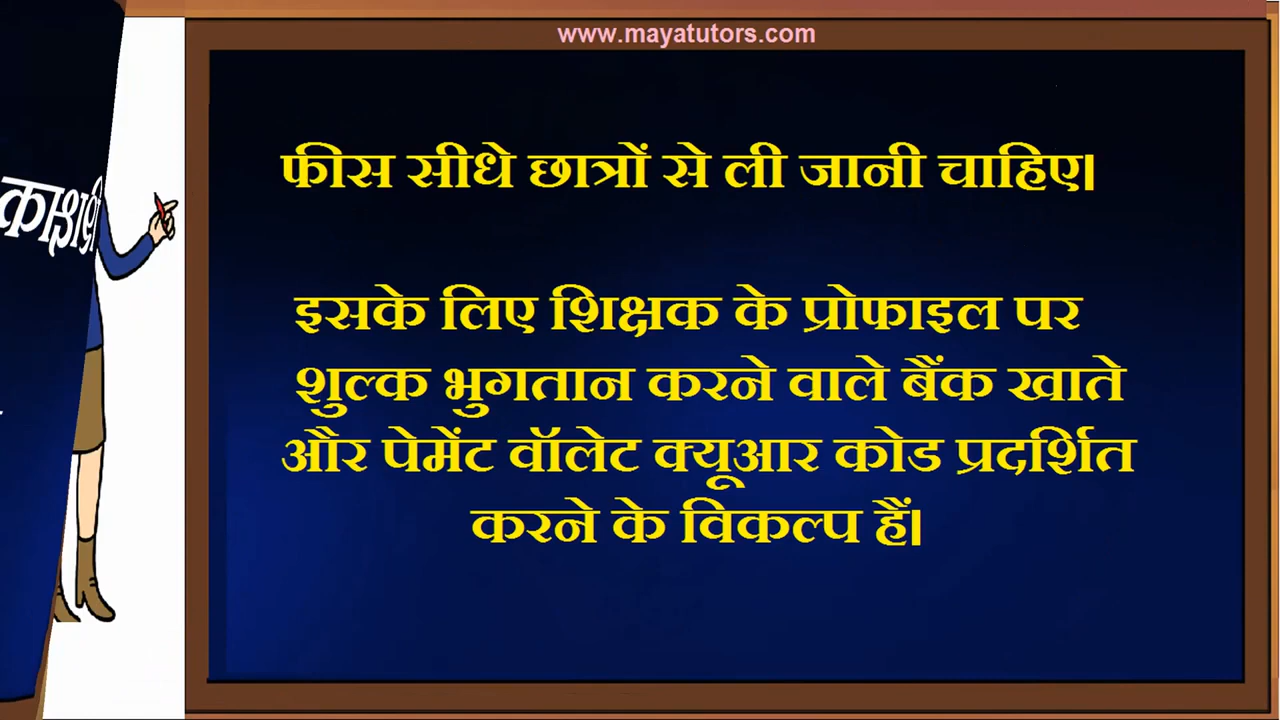 www.mayatutors.com
फीस सीधे छात्रों से ली जानी चाहिए।
इसके लिए शिक्षक के प्रोफाइल पर
शुल्क भुगतान करने वाले बैंक खाते
और पेमेंट वॉलेट क्यूआर कोड प्रदर्शित
करने के विकल्प हैं।